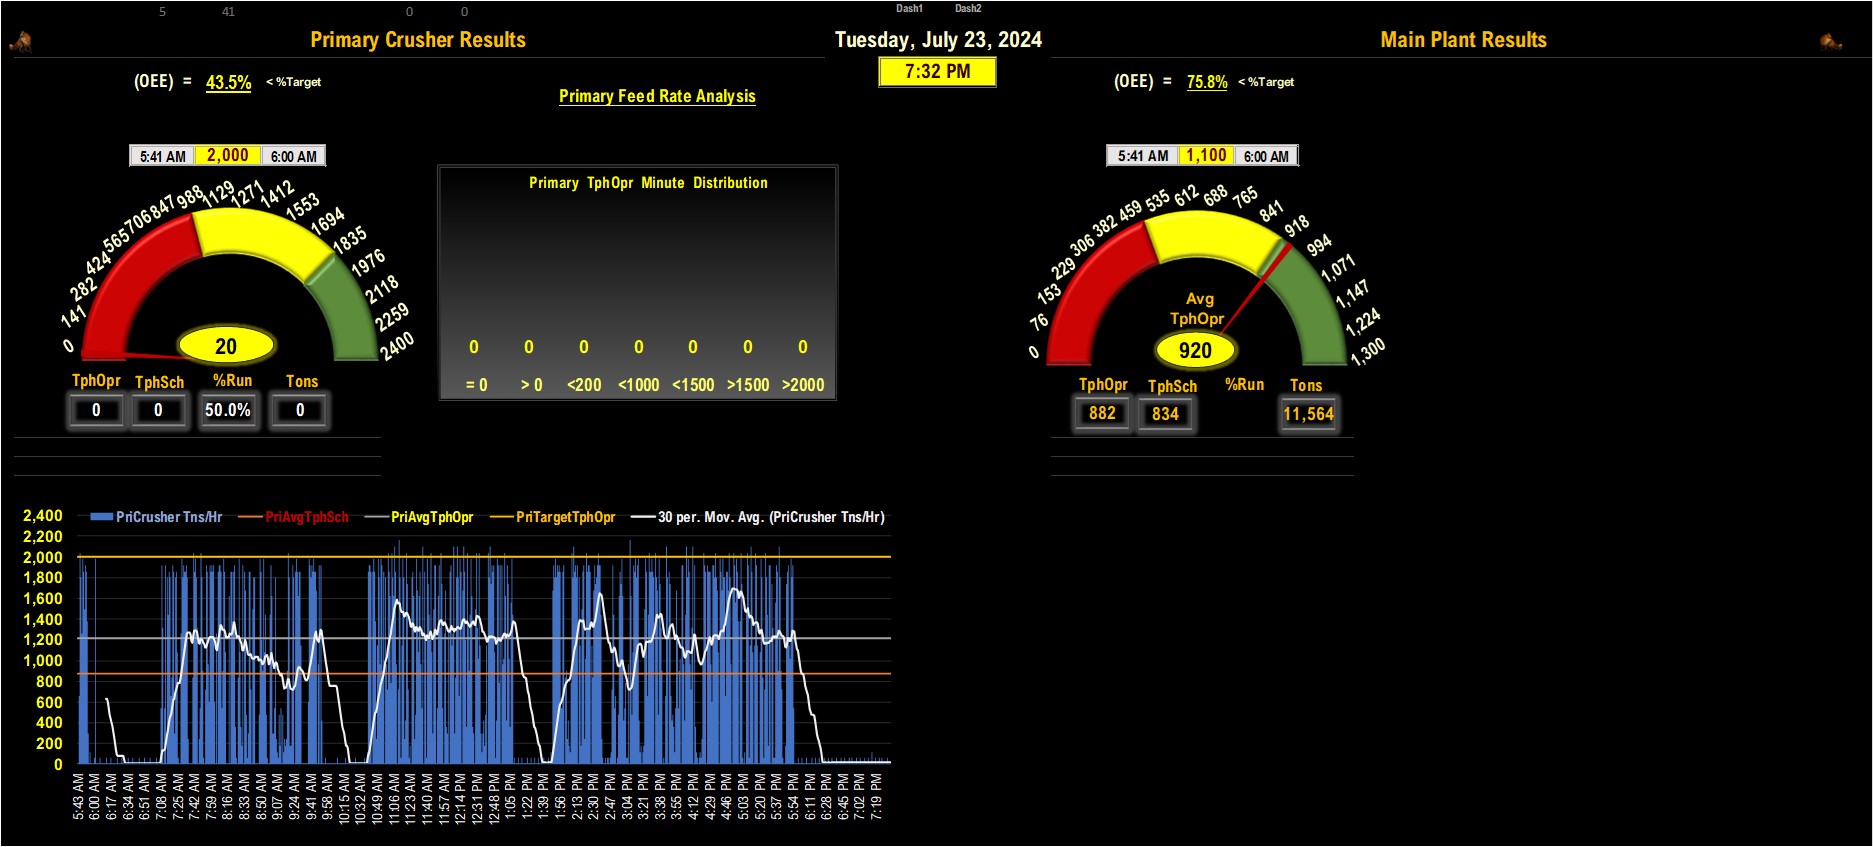 5 41 0 0 Dash1 Dash2
Primary Crusher Results
Tuesday, July 23, 2024
Main Plant Results
7:32 PM
(OEE) = 43.5% < %Target
Primary Feed Rate Analysis
(OEE) = 75.8% < %Target
5:41 AM 2,000 6:00 AM
0 141 282 424 565 706 847 988 1129 1271 1412 1553 1694 1835 1976 2118 2259 2400
20
TphOpr TphSch %Run Tons
0 0 50.0% 0
Primary TphOpr Minute Distribution
0 0 0 0 0 0 0
= 0 > 0 <200 <1000 <1500 >1500 >2000
5:41 AM 1,100 6:00 AM
0 76 153 229 306 382 459 535 612 688 765 841 918 994 1,071 1,147 1,224 1,300
Avg
TphOpr
920
TphOpr TphSch %Run Tons
882 834 11,564
PriCrusher Tns/Hr PriAvgTphSch PriAvgTphOpr PriTargetTphOpr 30 per. Mov. Avg. (PriCrusher Tns/Hr)
2,400
2,200
2,000
1,800
1,600
1,400
1,200
1,000
800
600
400
200
0
5:43 AM 6:00 AM 6:17 AM 6:34 AM 6:51 AM 7:08 AM 7:25 AM 7:42 AM 7:59 AM 8:16 AM 8:33 AM 8:50 AM 9:07 AM 9:24 AM 9:41 AM 9:58 AM 10:15 AM 10:32 AM 10:49 AM 11:06 AM 11:23 AM 11:40 AM 11:57 AM 12:14 PM 12:31 PM 12:48 PM 1:05 PM 1:22 PM 1:39 PM 1:56 PM 2:13 PM 2:30 PM 2:47 PM 3:04 PM 3:21 PM 3:38 PM 3:55 PM 4:12 PM 4:29 PM 4:46 PM 5:03 PM 5:20 PM 5:37 PM 5:54 PM 6:11 PM 6:28 PM 6:45 PM 7:02 PM 7:19 PM